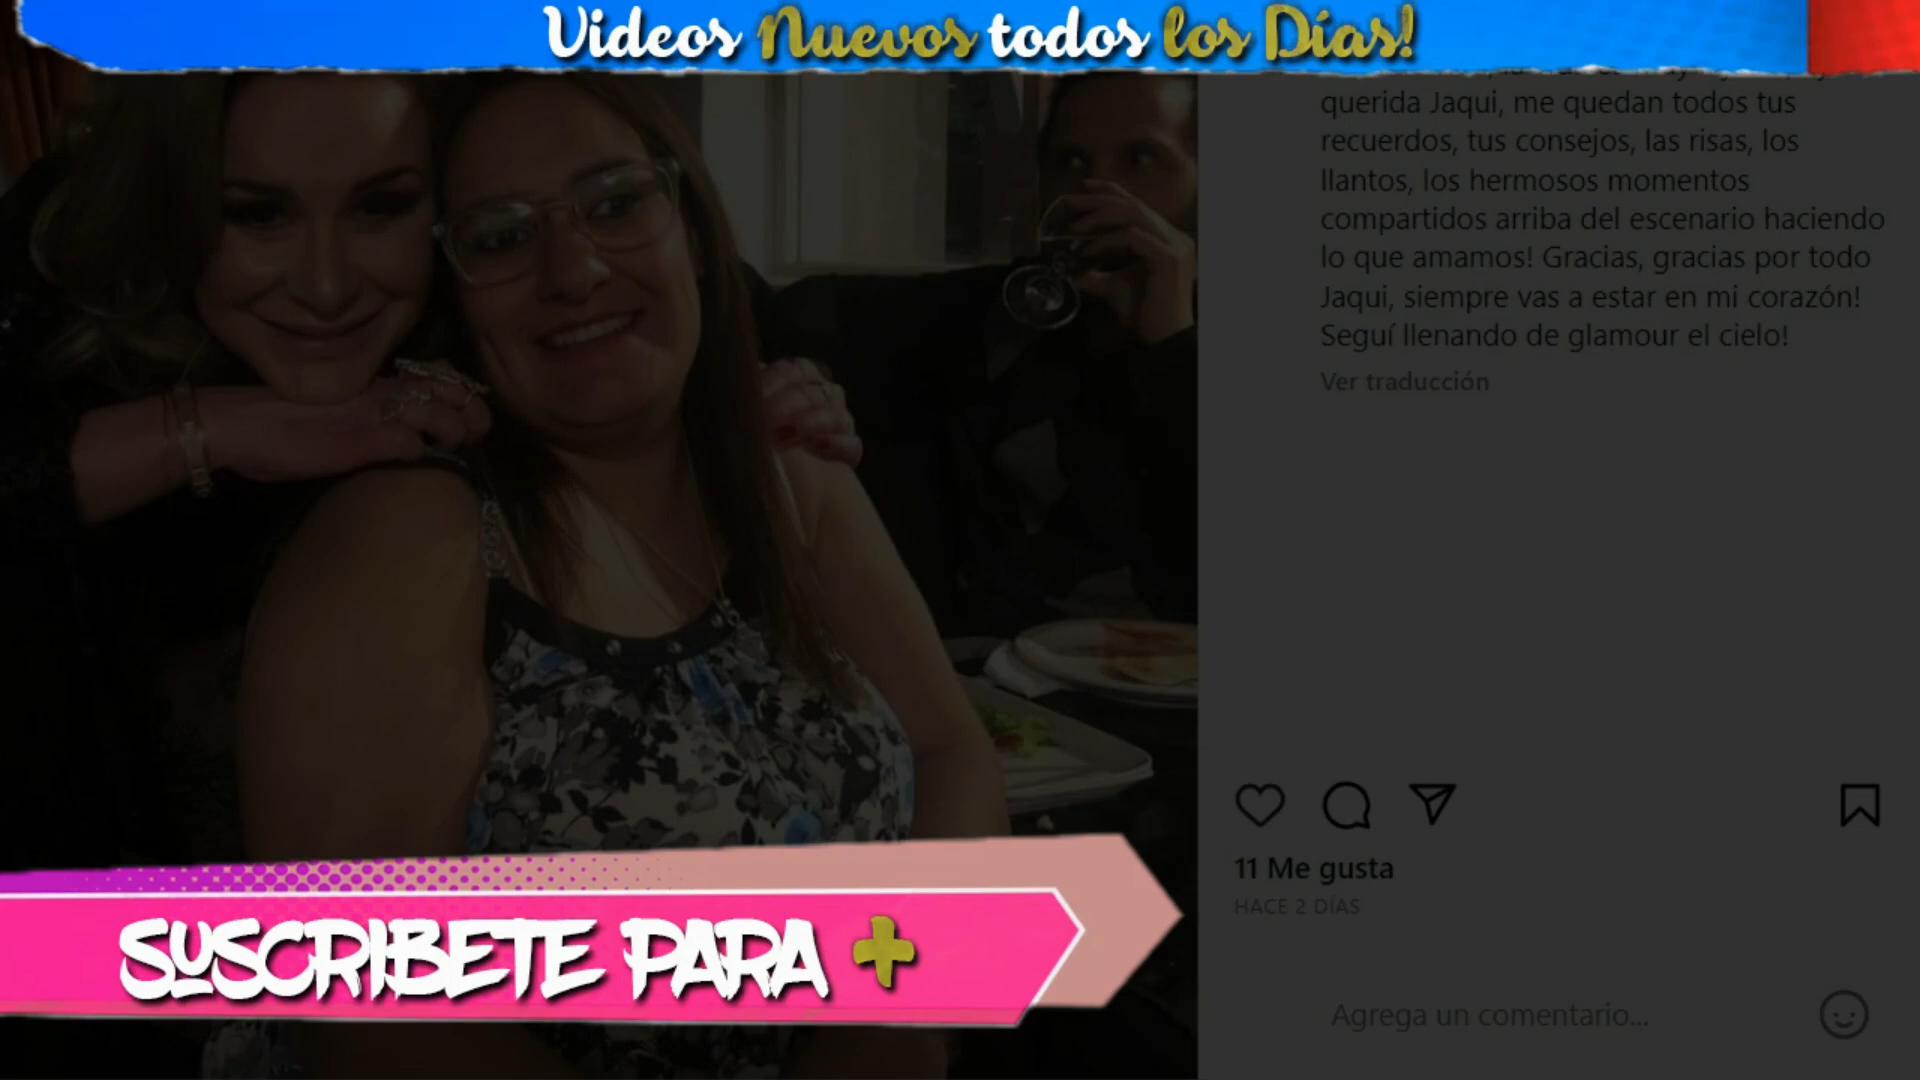 Videos Nuevos todos los Días!
querida Jaqui, me quedan todos tus
recuerdos, tus consejos, las risas, los
llantos, los hermosos momentos
compartidos arriba del escenario haciendo
lo que amamos! Gracias, gracias por todo
Jaqui, siempre vas a estar en mi corazón!
Seguí llenando de glamour el cielo!
Ver traducción
11 Me gusta
HACE 2 DÍAS
Agrega un comentario...
SUSCRIBETE PARA +